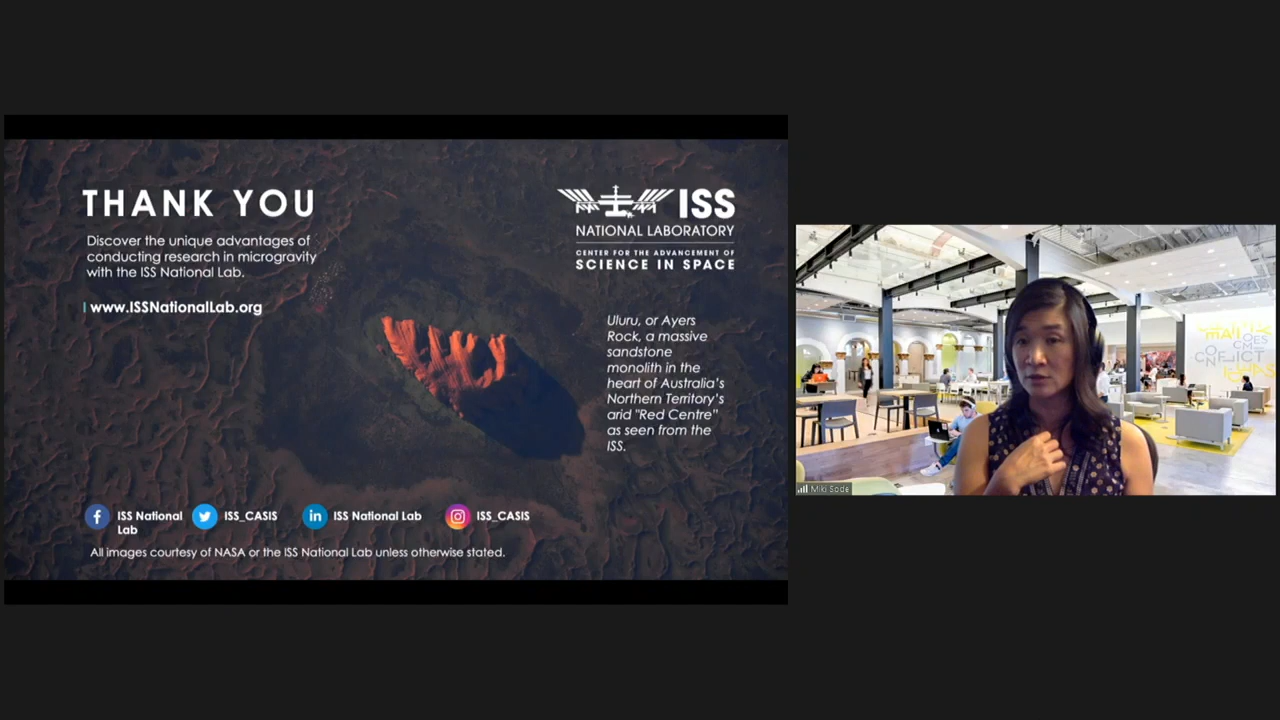 THANK YOU
Discover the unique advantages of
conducting research in microgravity
with the ISS National Lab.
www.ISSNationalLab.org
ISS
NATIONAL LABORATORY
CENTER FOR THE ADVANCEMENT OF
SCIENCE IN SPACE
Uluru, or Ayers
Rock, a massive
sandstone
monolith in the
heart of Australia's
Northern Territory's
arid "Red Centre"
as seen from the
ISS.
ISS National
Lab
ISS_CASIS
ISS National Lab
ISS_CASIS
All images courtesy of NASA or the ISS National Lab unless otherwise stated.
Miki Sode